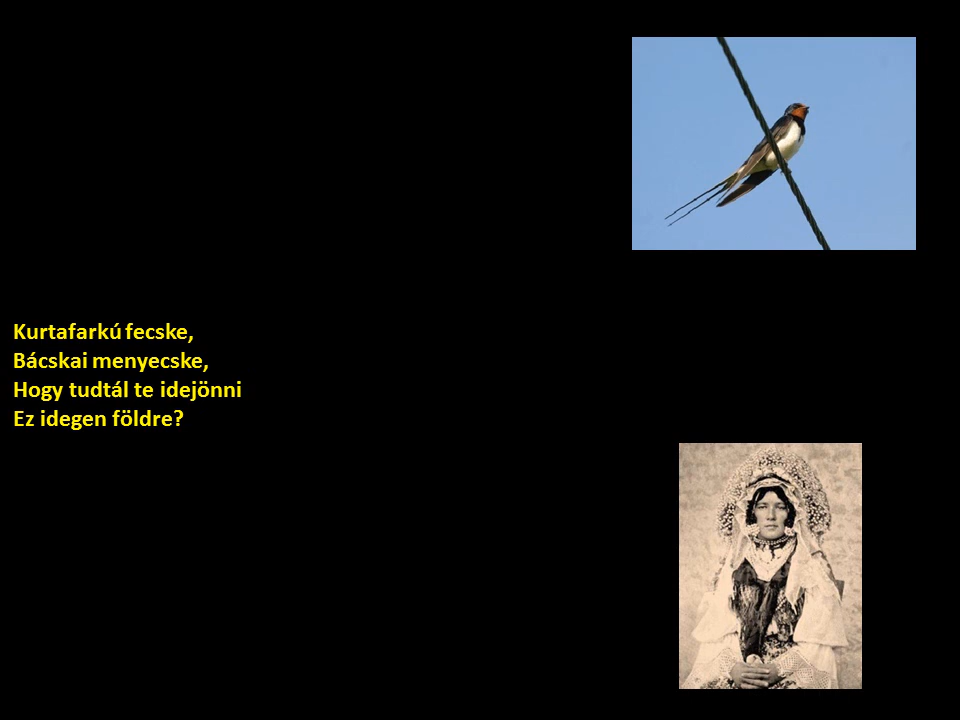 Kurtafarkú fecske,
Bácskai menyecske,
Hogy tudtál te idejönni
Ez idegen földre?